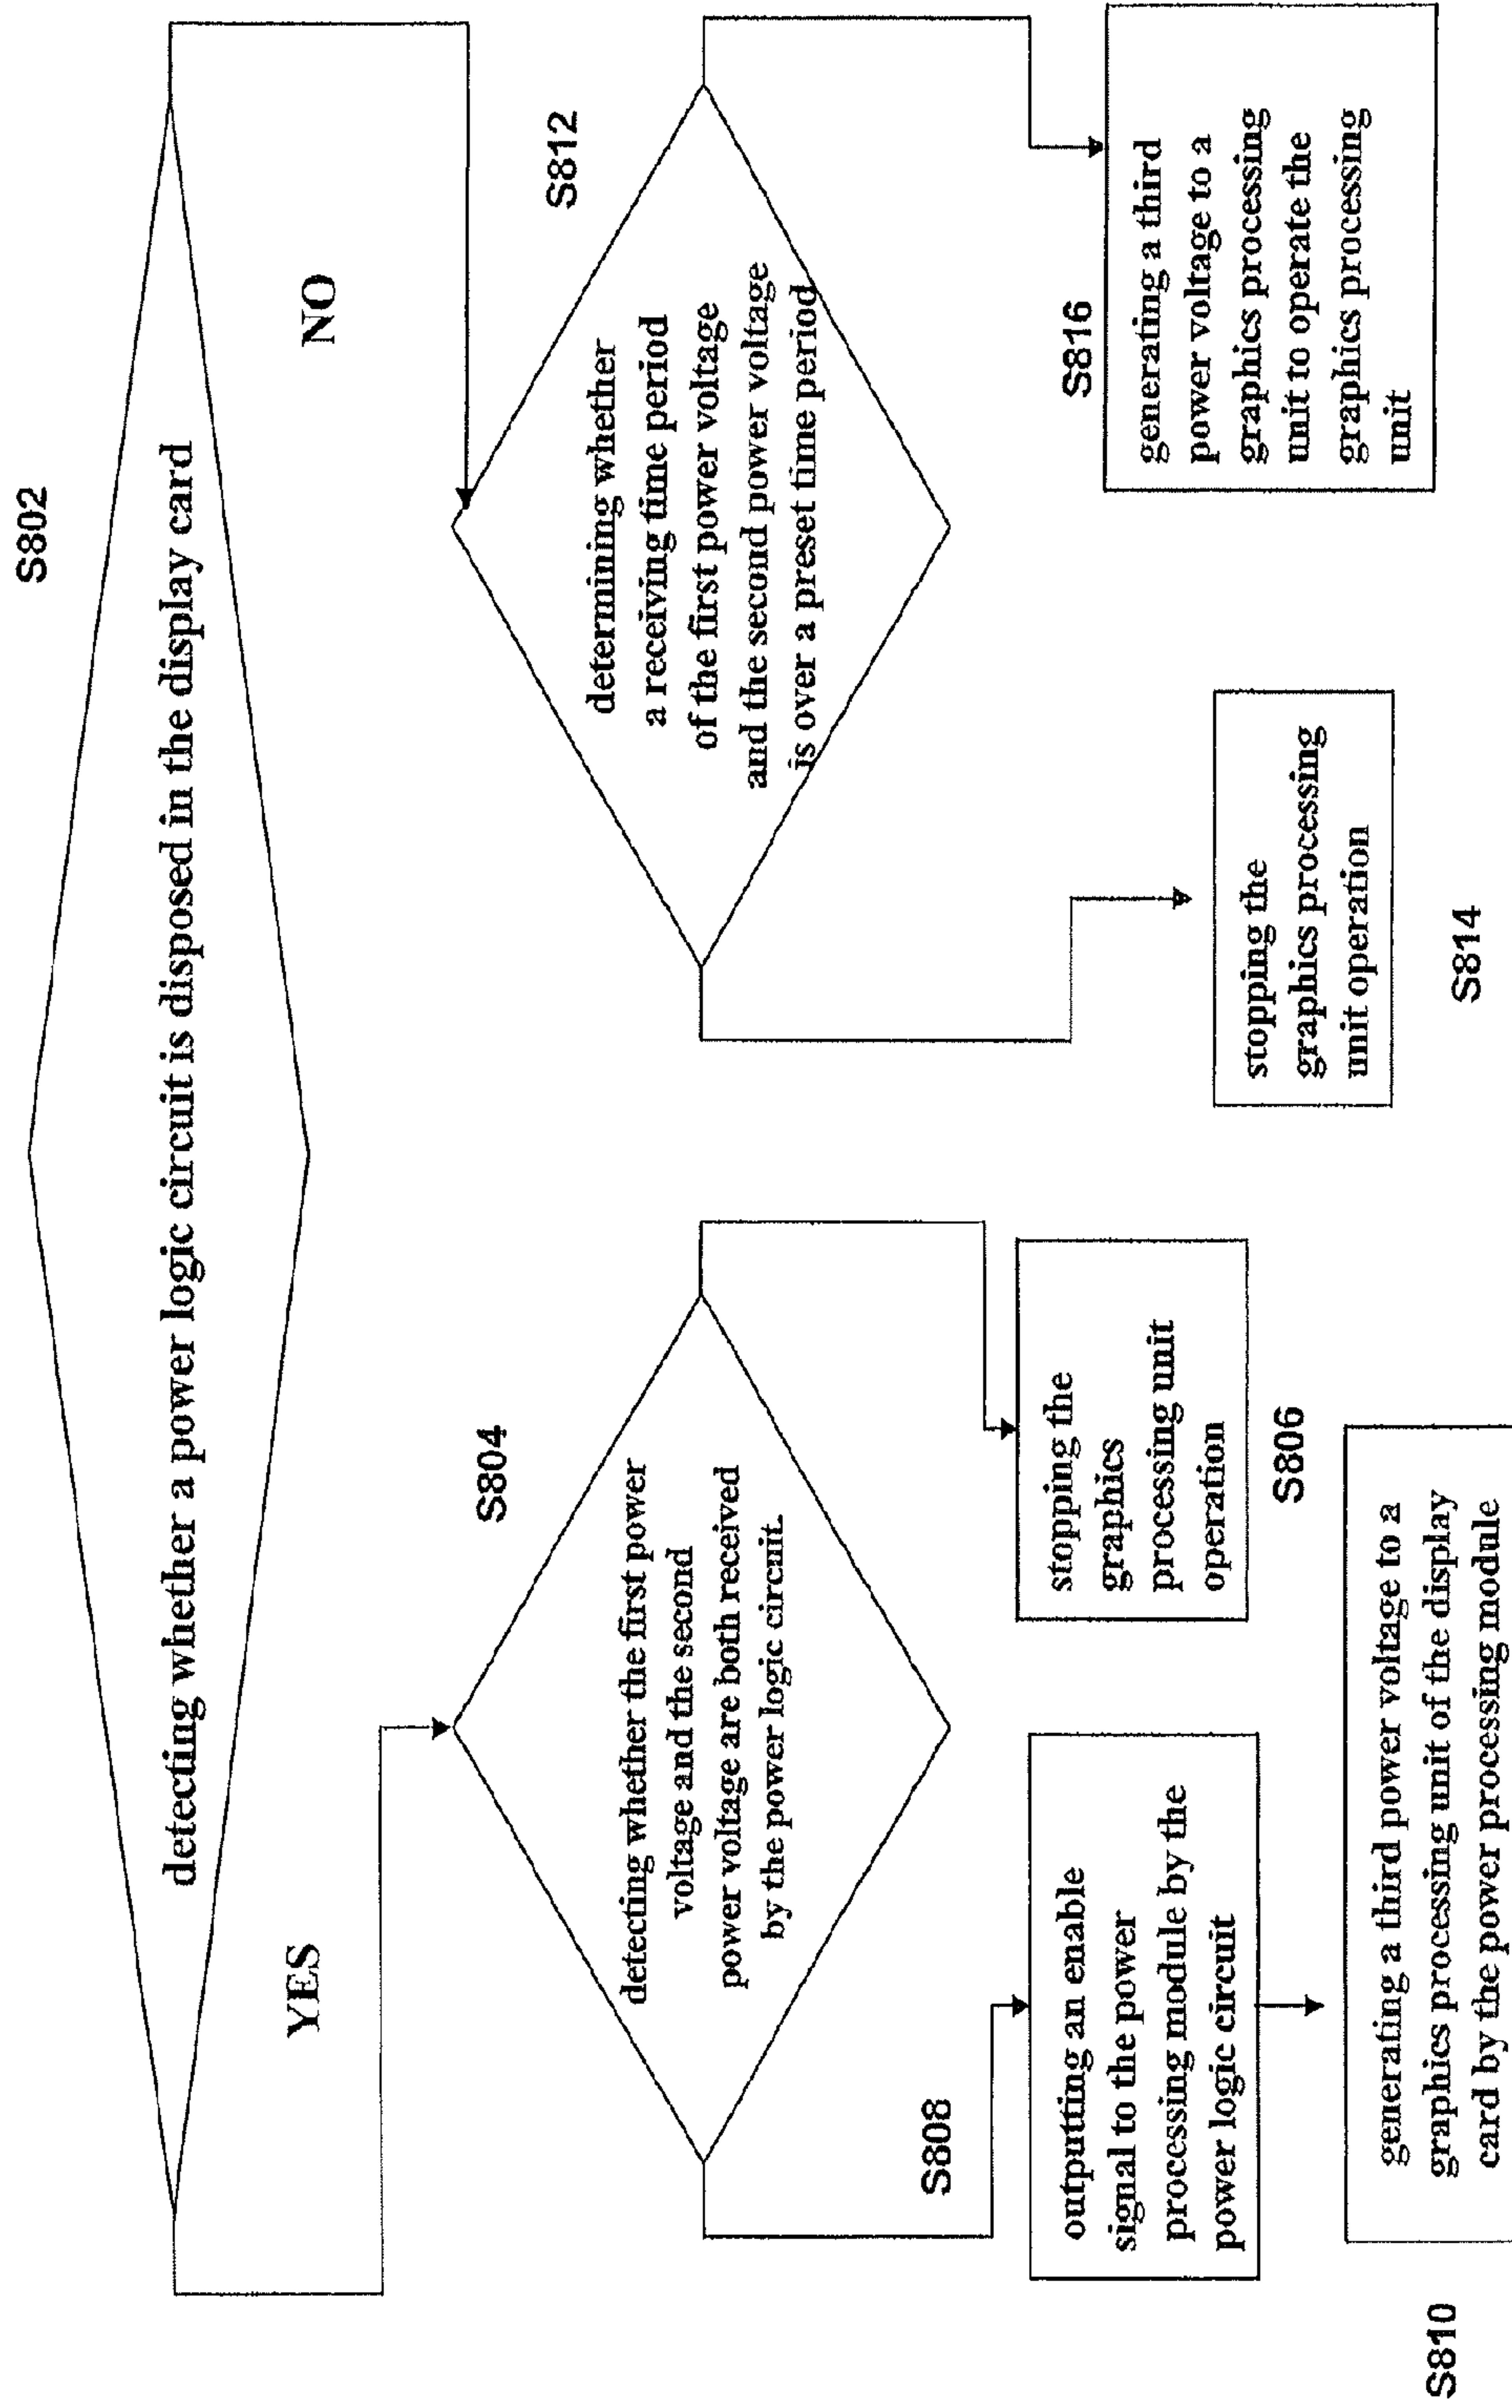 S802
detecting whether a power logic circuit is disposed in the display card
YES
NO
S804
detecting whether the first power
voltage and the second
power voltage are both received
by the power logic circuit.
S812
determining whether
a receiving time period
of the first power voltage
and the second power voltage
is over a preset time period
S808
outputting an enable
signal to the power
processing module by the
power logic circuit
stopping the
graphics
processing unit
operation
S806
stopping the
graphics processing
unit operation
S814
S816
generating a third
power voltage to a
graphics processing
unit to operate the
graphics processing
unit
S810
generating a third power voltage to a
graphics processing unit of the display
card by the power processing module